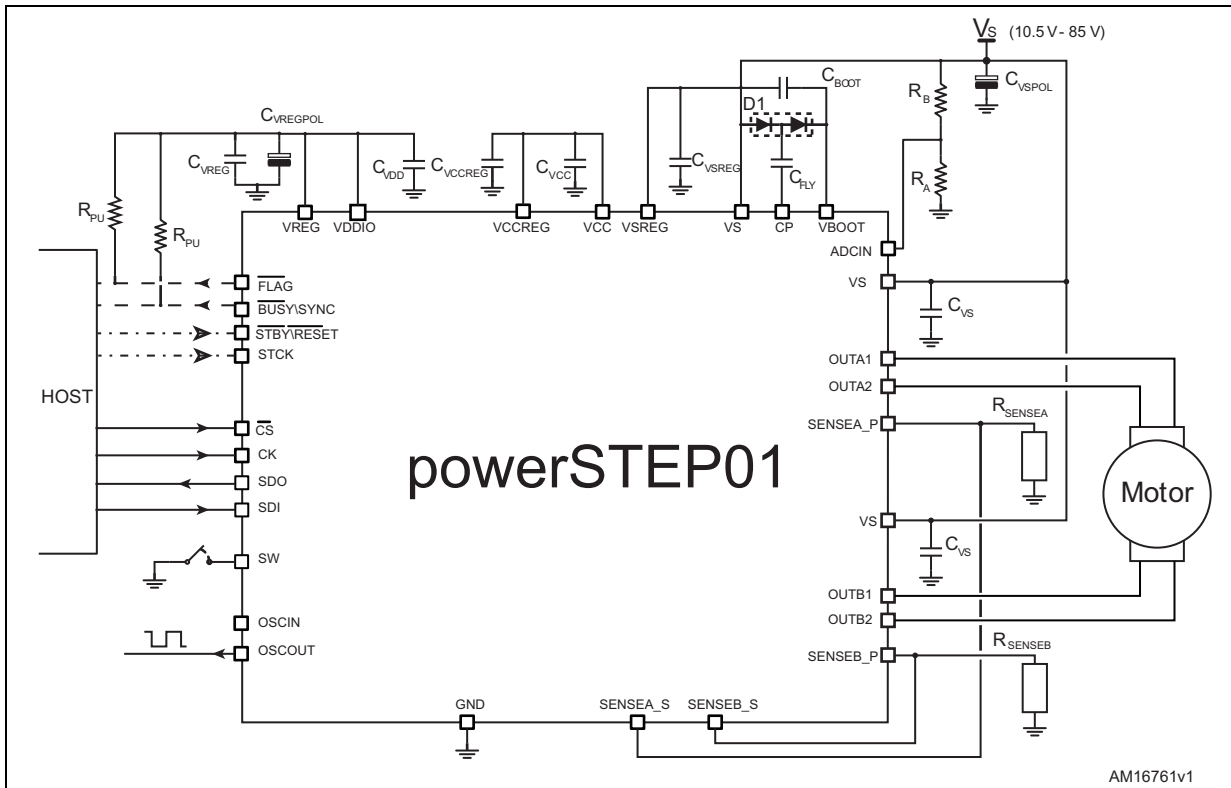 VS (10.5 V - 85 V)
CBOOT
RB
CVSPOL
D1
CVREGPOL
CVREG
CVDD
CVCCREG
CVCC
CVSREG
CFLY
RA
RPU
RPU
VREG VDDIO VCCREG VCC VSREG VS CP VBOOT
ADCIN
FLAG
VS
BUSY\SYNC
CVS
STBY\RESET
STCK
OUTA1
HOST
OUTA2
RSENSEA
CS
SENSEA_P
CK
powerSTEP01
SDO
Motor
SDI
VS
SW
CVS
OUTB1
OSCIN
OUTB2
OSCOUT
SENSEB_P
RSENSEB
GND SENSEA_S SENSEB_S
AM16761v1